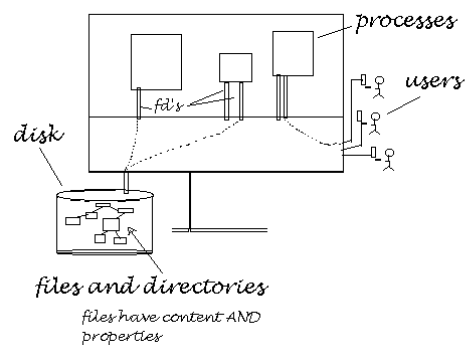 processes
users
fd's
disk
files and directories
files have content AND
properties